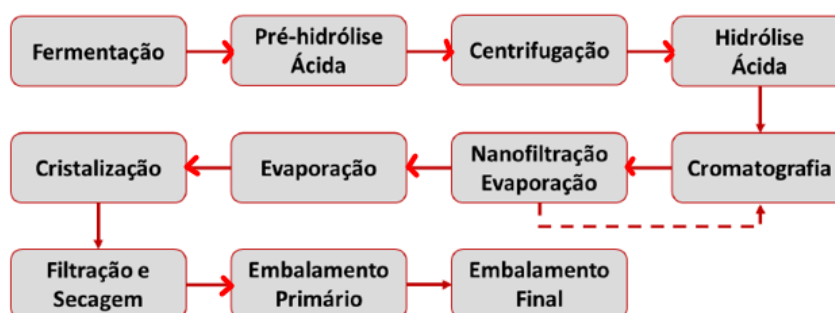 Fermentação
Pré-hidrólise
Ácida
Centrifugação
Hidrólise
Ácida
Cromatografia
Nanofiltração
Evaporação
Evaporação
Cristalização
Filtração e
Secagem
Embalamento
Primário
Embalamento
Final